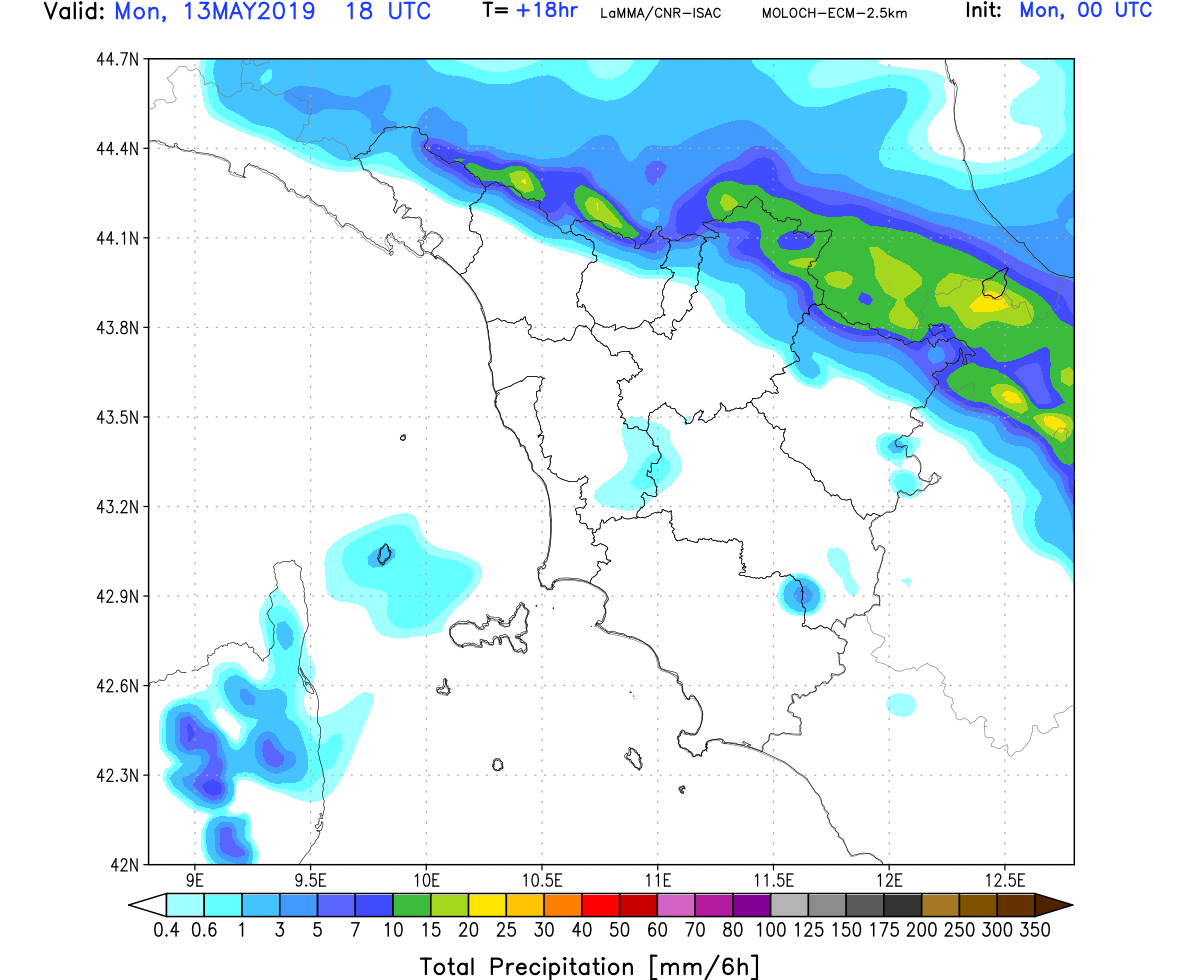 Valid: Mon, 13MAY2019 18 UTC T= +18hr LaMMA/CNR-ISAC MOLOCH-ECM-2.5km Init: Mon, 00 UTC
44.7N
44.4N
44.1N
43.8N
43.5N
43.2N
42.9N
42.6N
42.3N
42N
9E 9.5E 10E 10.5E 11E 11.5E 12E 12.5E
0.4 0.6 1 3 5 7 10 15 20 25 30 40 50 60 70 80 100 125 150 175 200 250 300 350
Total Precipitation [mm/6h]